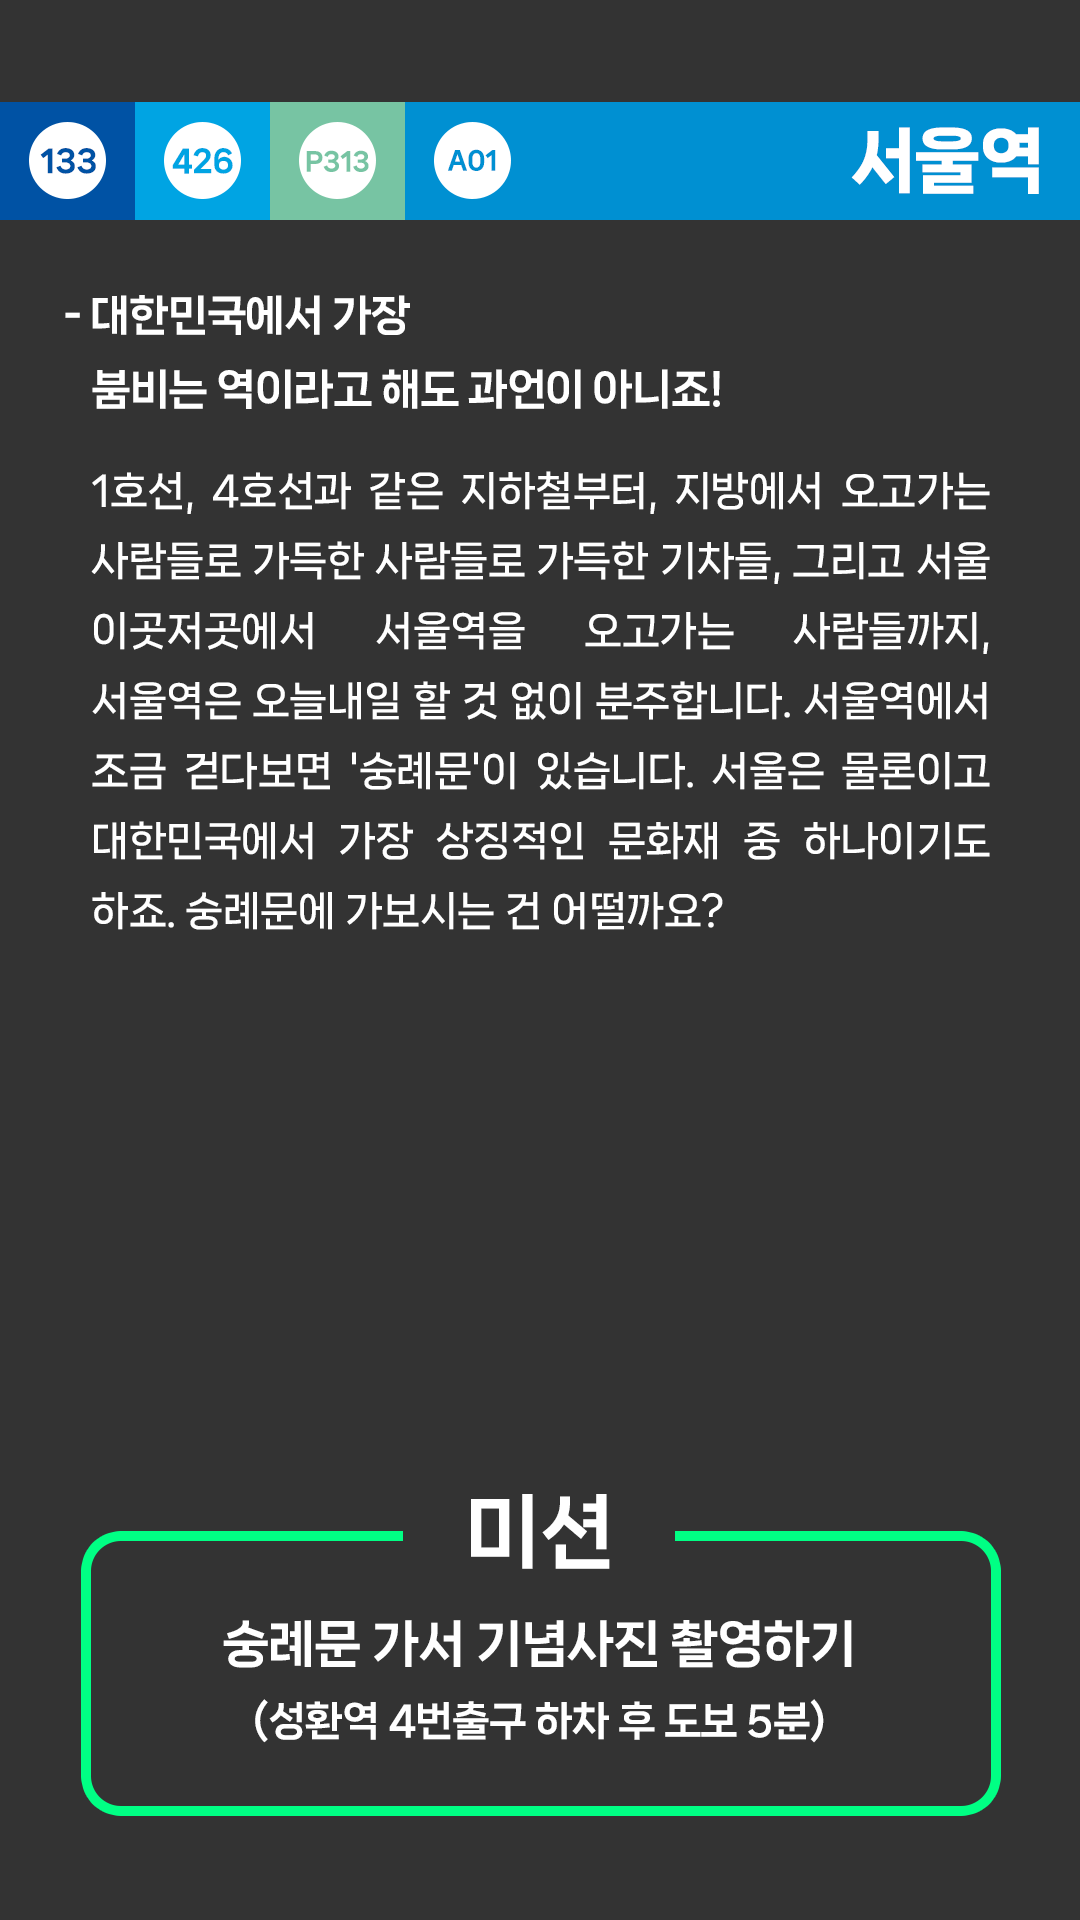 133 426 P313 A01 서울역
- 대한민국에서 가장
붐비는 역이라고 해도 과언이 아니죠!
1호선, 4호선과 같은 지하철부터, 지방에서 오고가는
사람들로 가득한 사람들로 가득한 기차들, 그리고 서울
이곳저곳에서 서울역을 오고가는 사람들까지,
서울역은 오늘내일 할 것 없이 분주합니다. 서울역에서
조금 걷다보면 '숭례문'이 있습니다. 서울은 물론이고
대한민국에서 가장 상징적인 문화재 중 하나이기도
하죠. 숭례문에 가보시는 건 어떨까요?
미션
숭례문 가서 기념사진 촬영하기
(성환역 4번출구 하차 후 도보 5분)